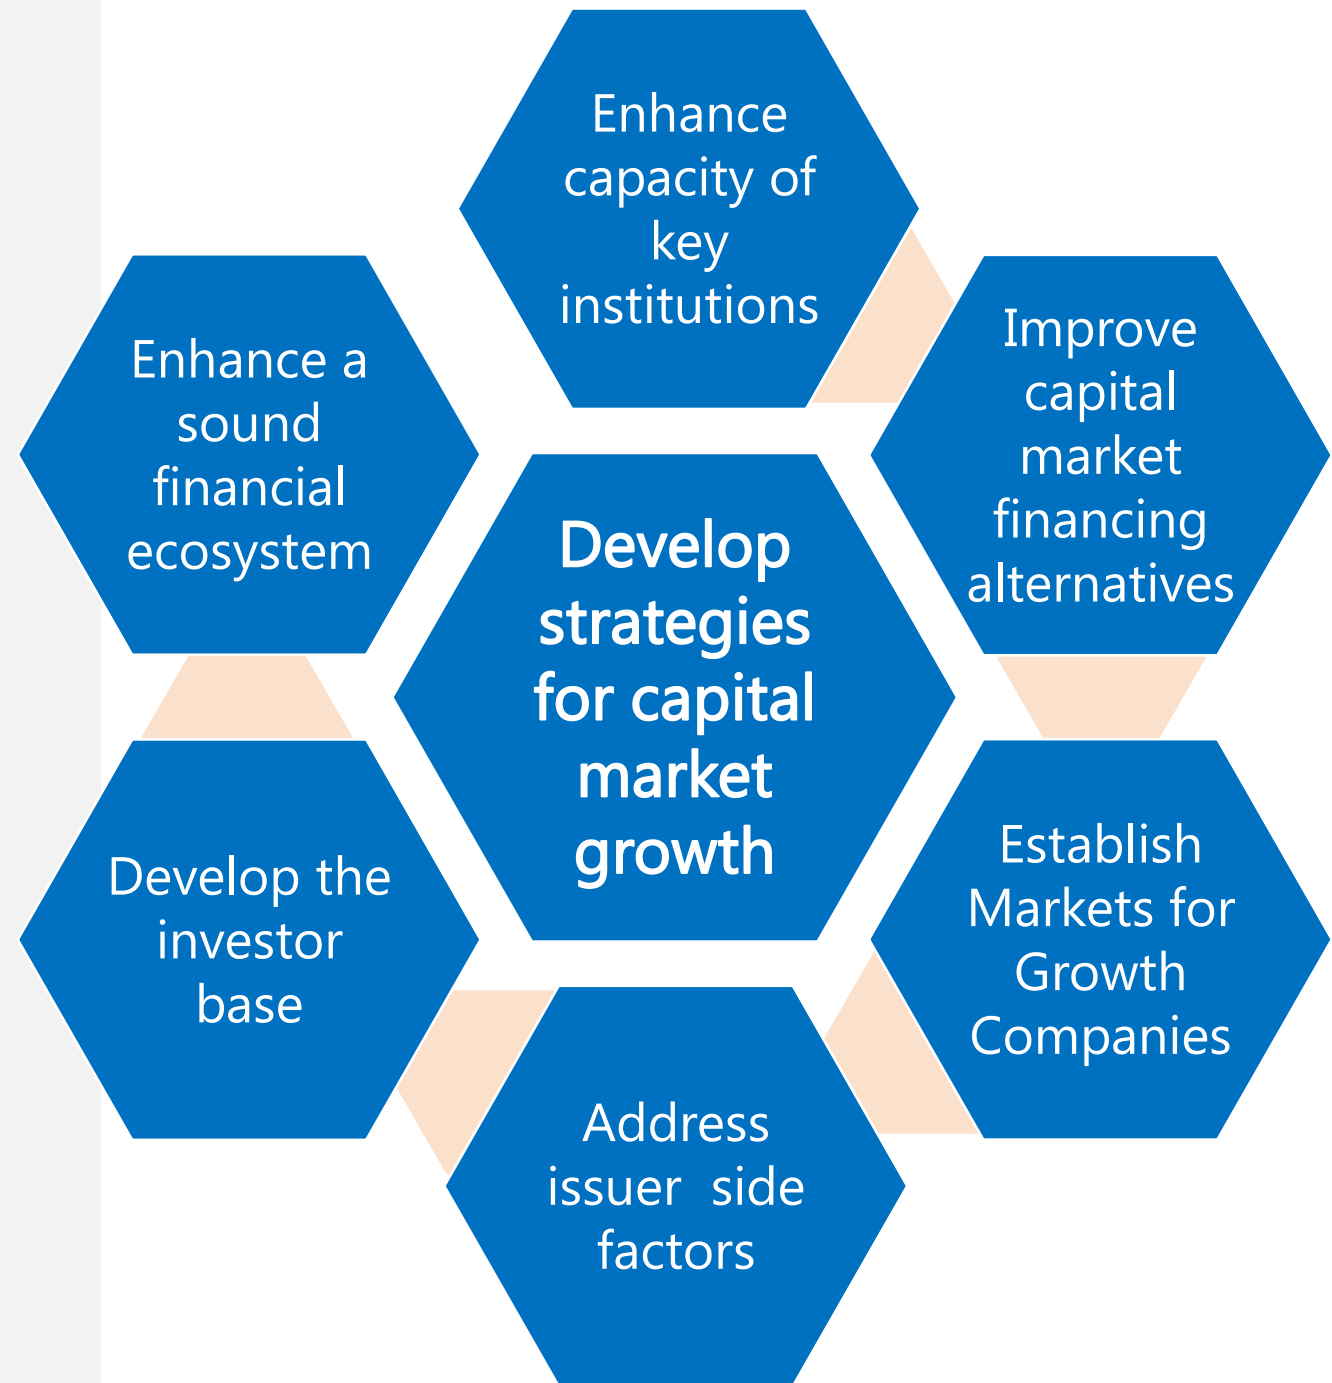 Enhance
capacity of
key
institutions
Improve
capital
market
financing
alternatives
Establish
Markets for
Growth
Companies
Address
issuer  side
factors
Develop the
investor
base
Enhance a
sound
financial
ecosystem
Develop
strategies
for capital
market
growth